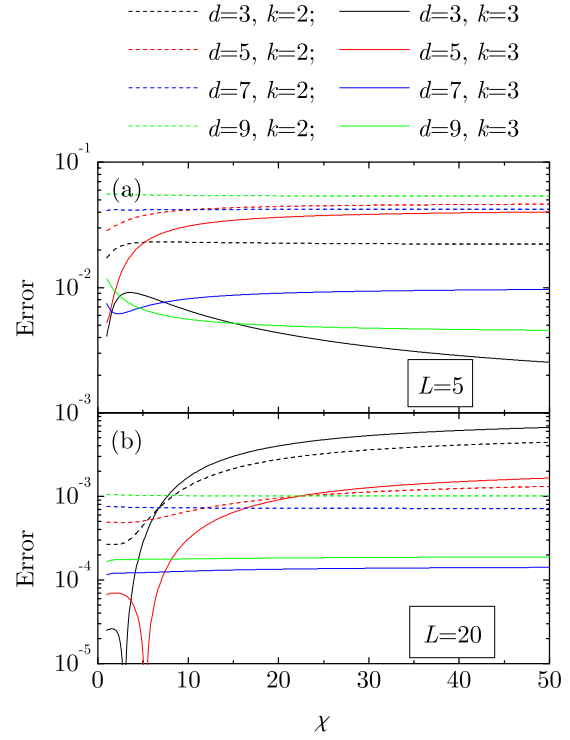 d=3, k=2; d=3, k=3
d=5, k=2; d=5, k=3
d=7, k=2; d=7, k=3
d=9, k=2; d=9, k=3
10⁻¹
(a)
10⁻²
Error
L=5
10⁻³
(b)
10⁻³
Error
10⁻⁴
L=20
10⁻⁵
0 10 20 30 40 50
χ